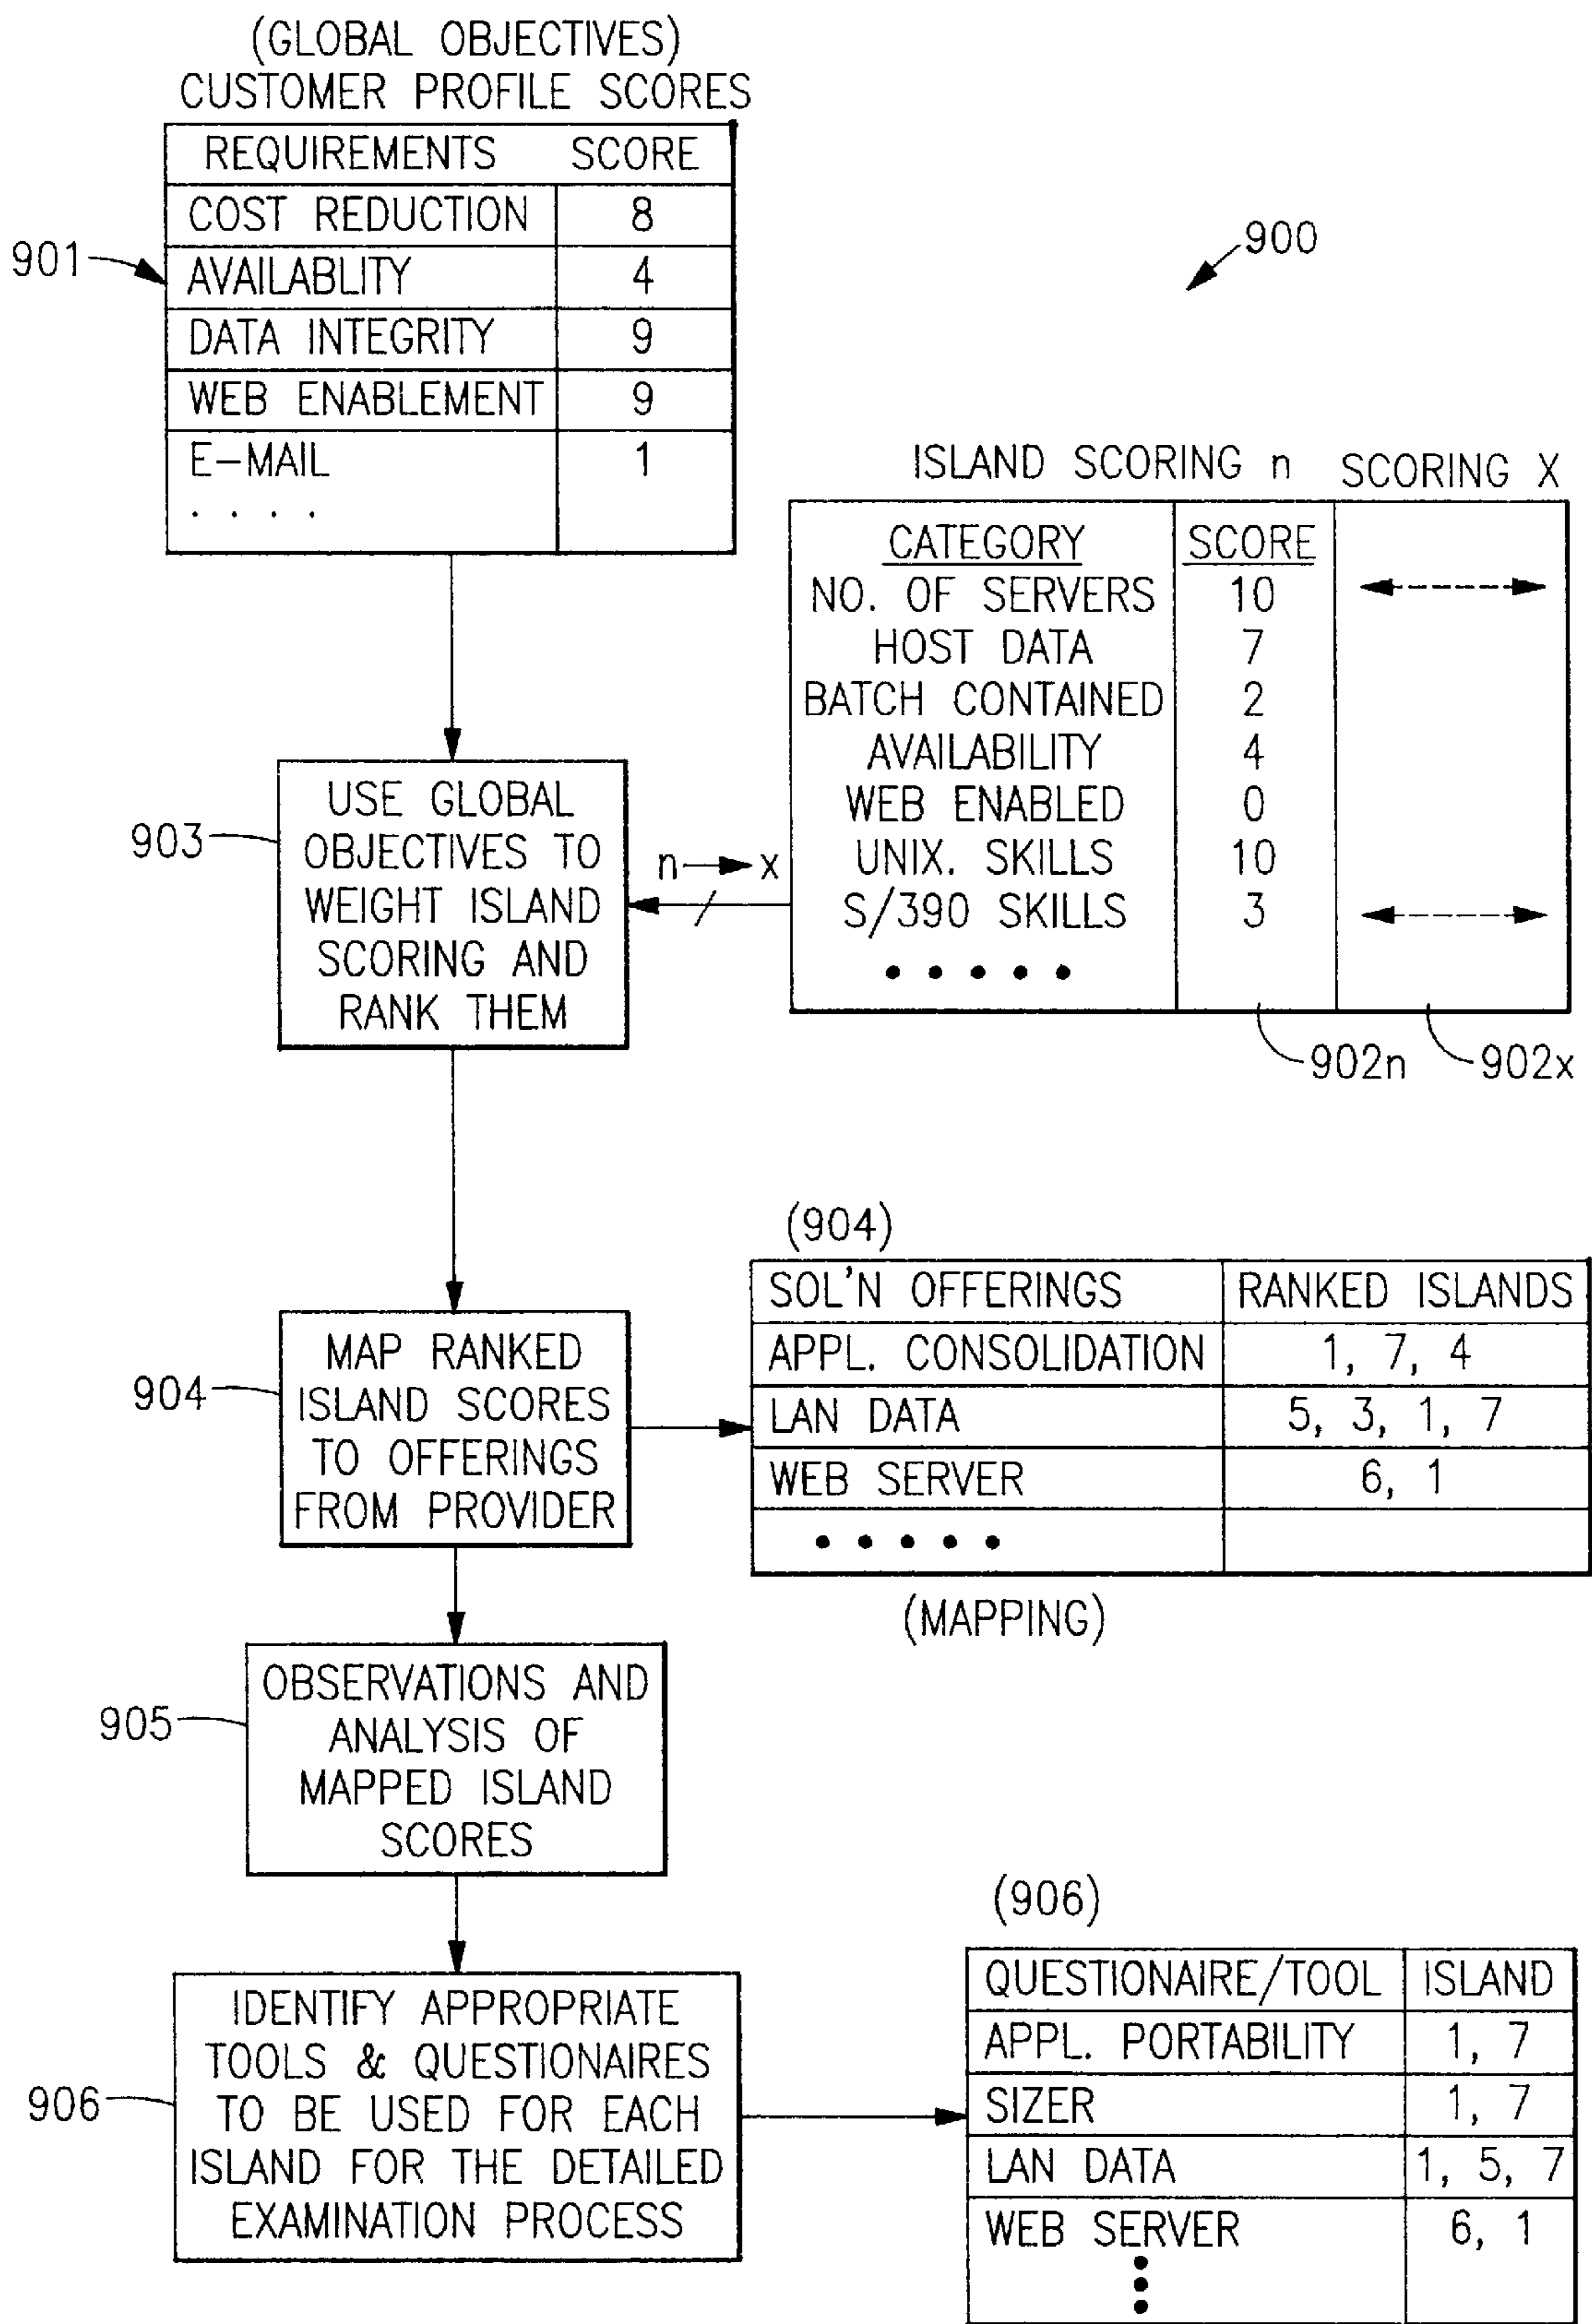 (GLOBAL OBJECTIVES)
CUSTOMER PROFILE SCORES
REQUIREMENTS SCORE
COST REDUCTION 8
901
AVAILABLITY 4
DATA INTEGRITY 9
WEB ENABLEMENT 9
E-MAIL 1
. . . .
900
ISLAND SCORING n SCORING X
CATEGORY SCORE
NO. OF SERVERS 10
HOST DATA 7
BATCH CONTAINED 2
AVAILABILITY 4
WEB ENABLED 0
UNIX. SKILLS 10
S/390 SKILLS 3
• • • • •
902n 902x
n x
903
USE GLOBAL
OBJECTIVES TO
WEIGHT ISLAND
SCORING AND
RANK THEM
904
MAP RANKED
ISLAND SCORES
TO OFFERINGS
FROM PROVIDER
(904)
SOL'N OFFERINGS RANKED ISLANDS
APPL. CONSOLIDATION 1, 7, 4
LAN DATA 5, 3, 1, 7
WEB SERVER 6, 1
• • • • •
(MAPPING)
905
OBSERVATIONS AND
ANALYSIS OF
MAPPED ISLAND
SCORES
906
IDENTIFY APPROPRIATE
TOOLS & QUESTIONAIRES
TO BE USED FOR EACH
ISLAND FOR THE DETAILED
EXAMINATION PROCESS
(906)
QUESTIONAIRE/TOOL ISLAND
APPL. PORTABILITY 1, 7
SIZER 1, 7
LAN DATA 1, 5, 7
WEB SERVER 6, 1
•
•
•